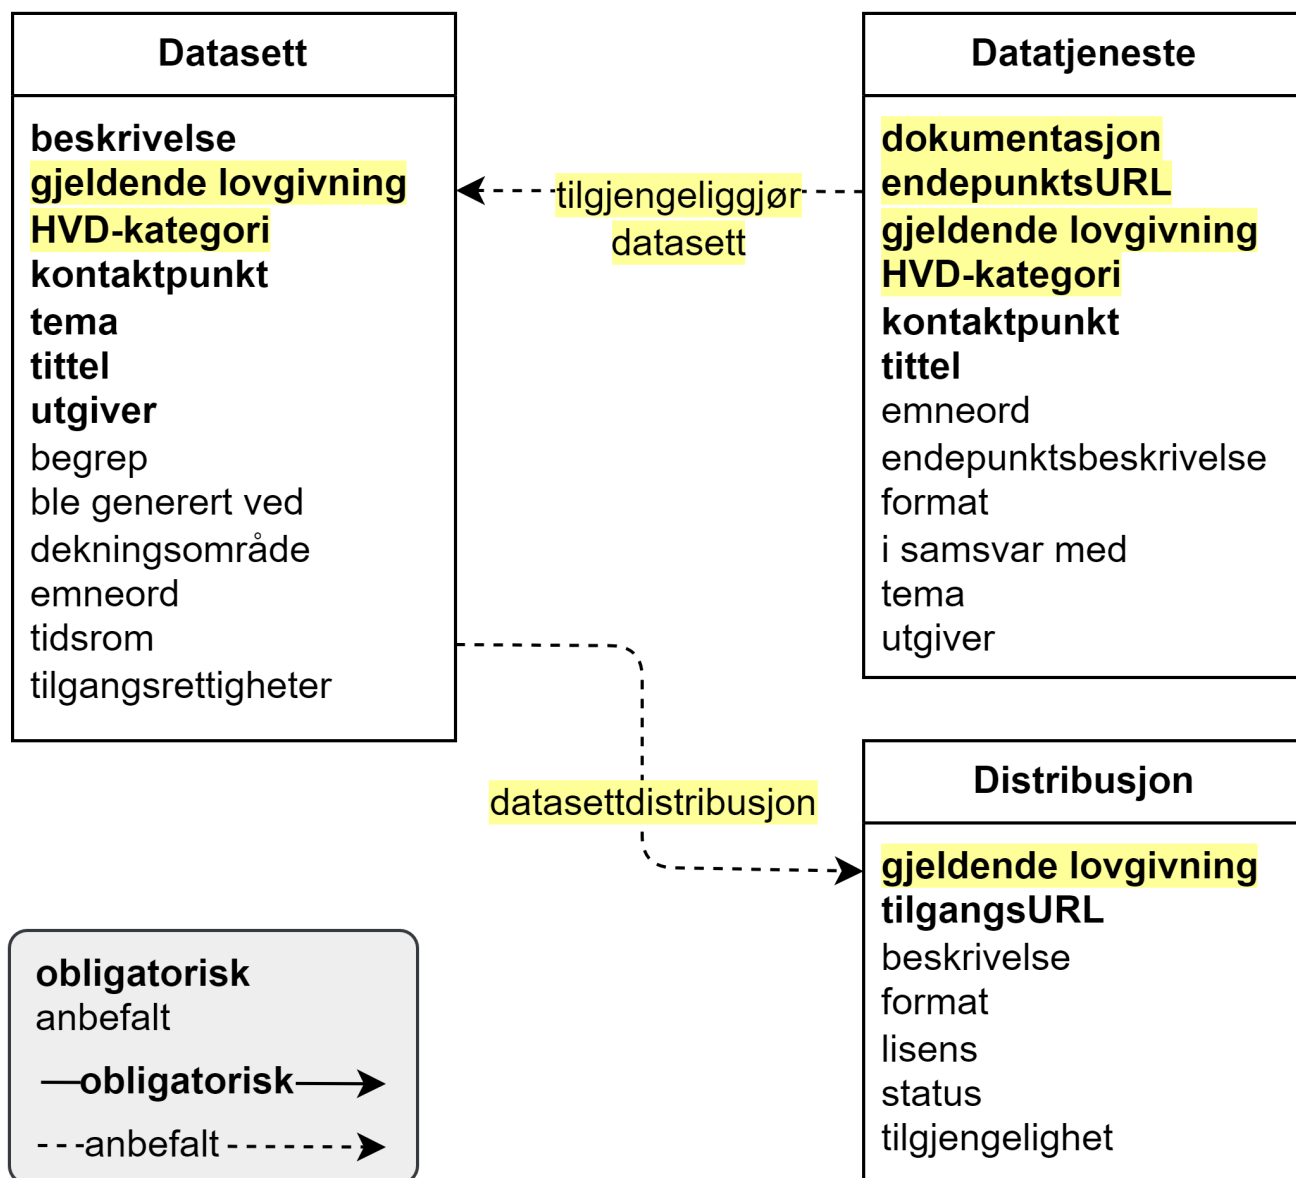 Datasett
beskrivelse
gjeldende lovgivning
HVD-kategori
kontaktpunkt
tema
tittel
utgiver
begrep
ble generert ved
dekningsområde
emneord
tidsrom
tilgangsrettigheter
tilgjengeliggjør
datasett
Datatjeneste
dokumentasjon
endepunktsURL
gjeldende lovgivning
HVD-kategori
kontaktpunkt
tittel
emneord
endepunktsbeskrivelse
format
i samsvar med
tema
utgiver
datasettdistribusjon
Distribusjon
gjeldende lovgivning
tilgangsURL
beskrivelse
format
lisens
status
tilgjengelighet
obligatorisk
anbefalt
obligatorisk
anbefalt